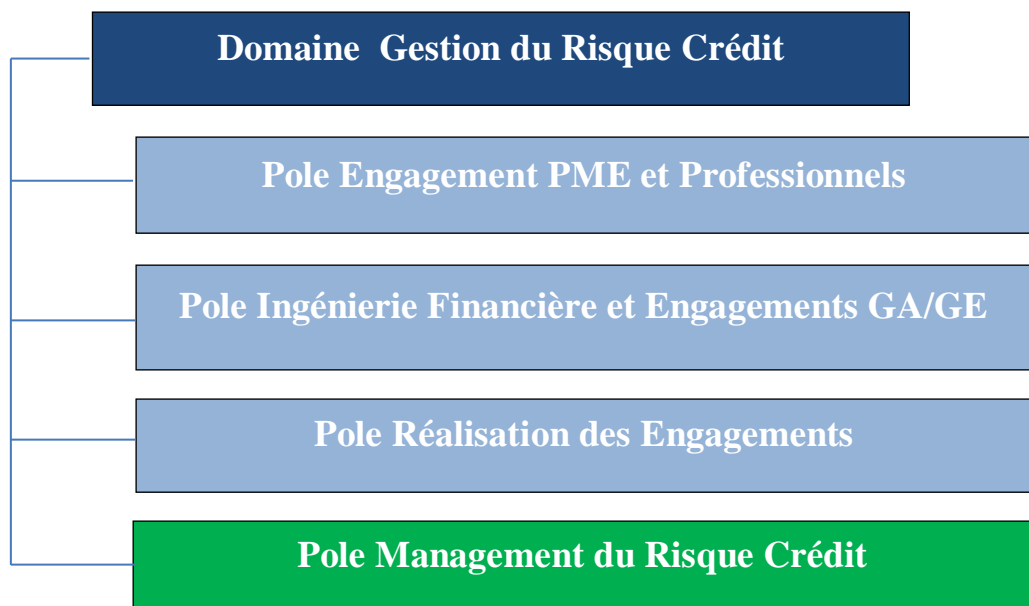 Domaine Gestion du Risque Crédit
Pole Engagement PME et Professionnels
Pole Ingénierie Financière et Engagements GA/GE
Pole Réalisation des Engagements
Pole Management du Risque Crédit